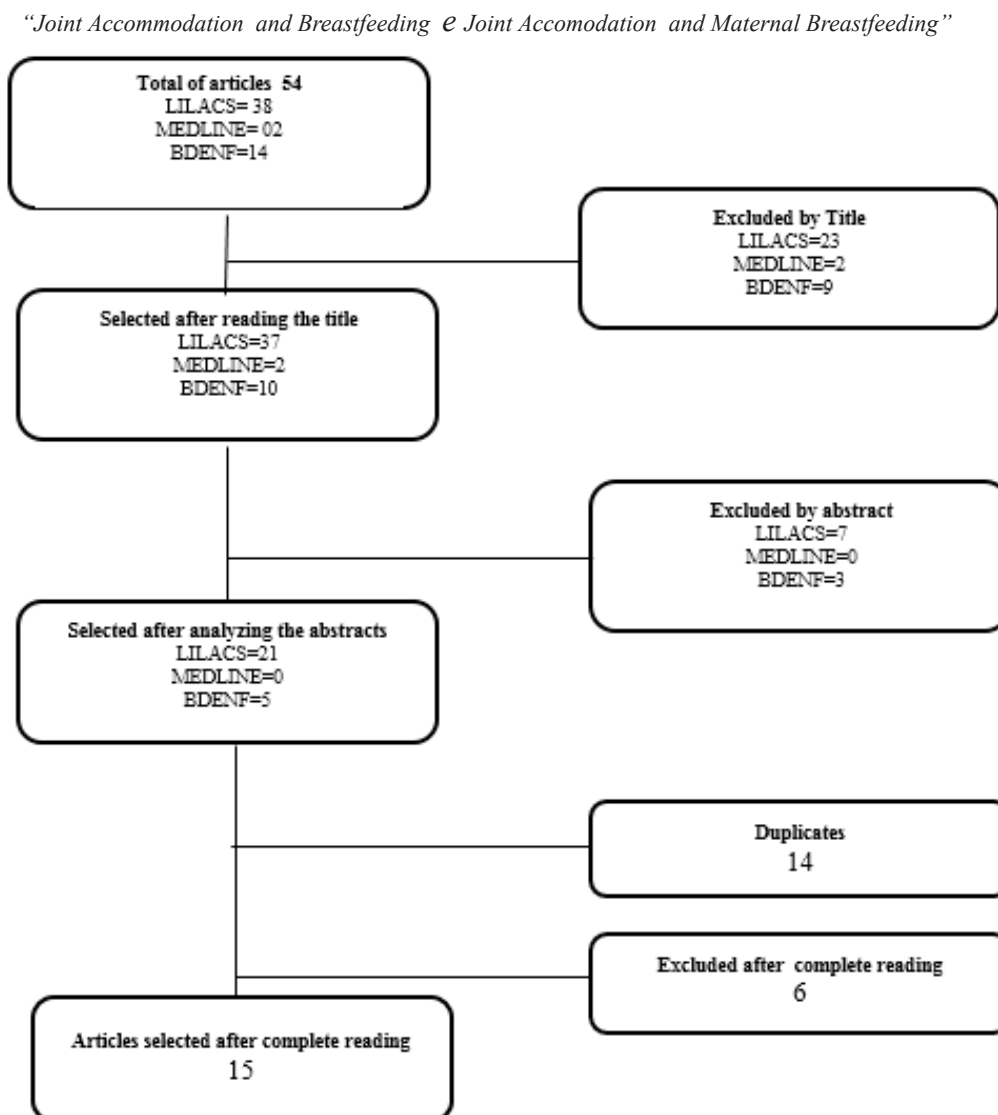 “Joint Accommodation and Breastfeeding e Joint Accomodation and Maternal Breastfeeding”
Total of articles 54
LILACS= 38
MEDLINE= 02
BDENF=14
Excluded by Title
LILACS=23
MEDLINE=2
BDENF=9
Selected after reading the title
LILACS=37
MEDLINE=2
BDENF=10
Excluded by abstract
LILACS=7
MEDLINE=0
BDENF=3
Selected after analyzing the abstracts
LILACS=21
MEDLINE=0
BDENF=5
Duplicates
14
Excluded after complete reading
6
Articles selected after complete reading
15